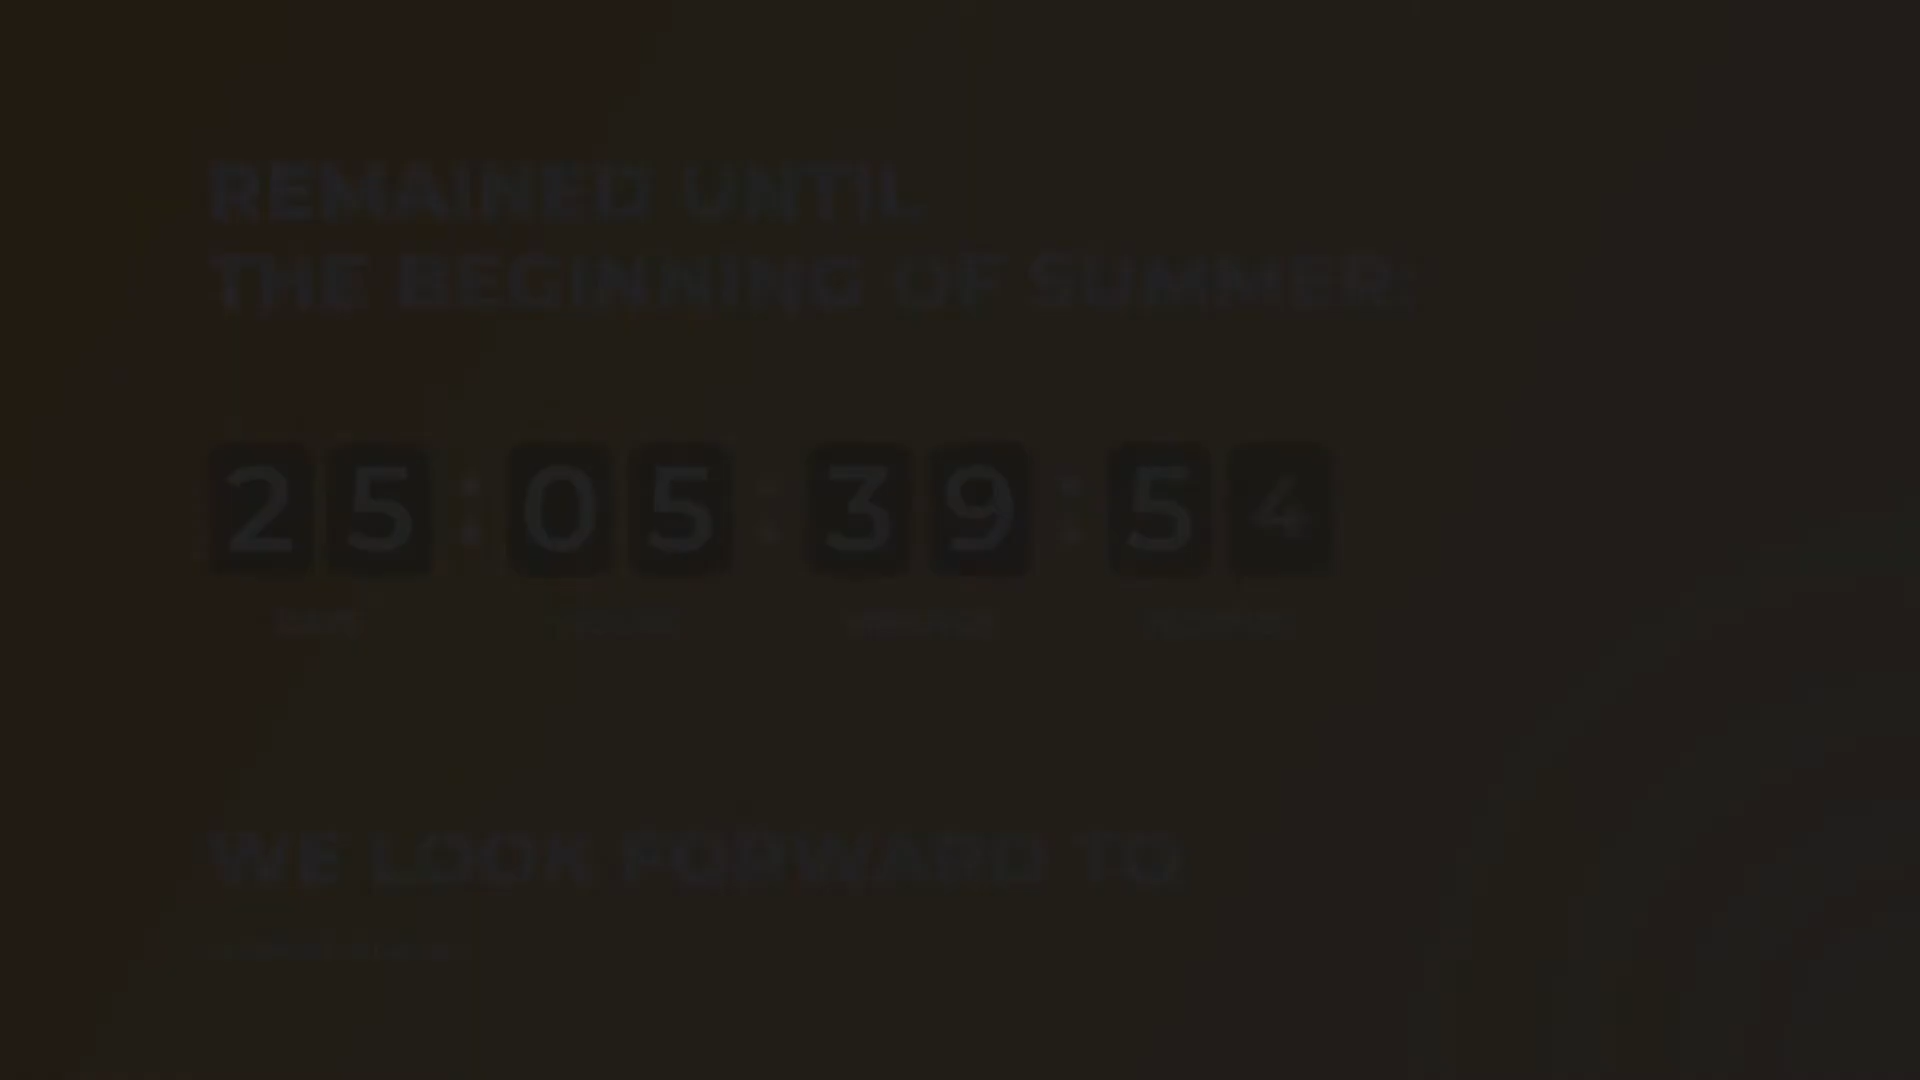 REMAINED UNTIL
THE BEGINNING OF SUMMER:
25 : 05 : 39 : 54
WE LOOK FORWARD TO